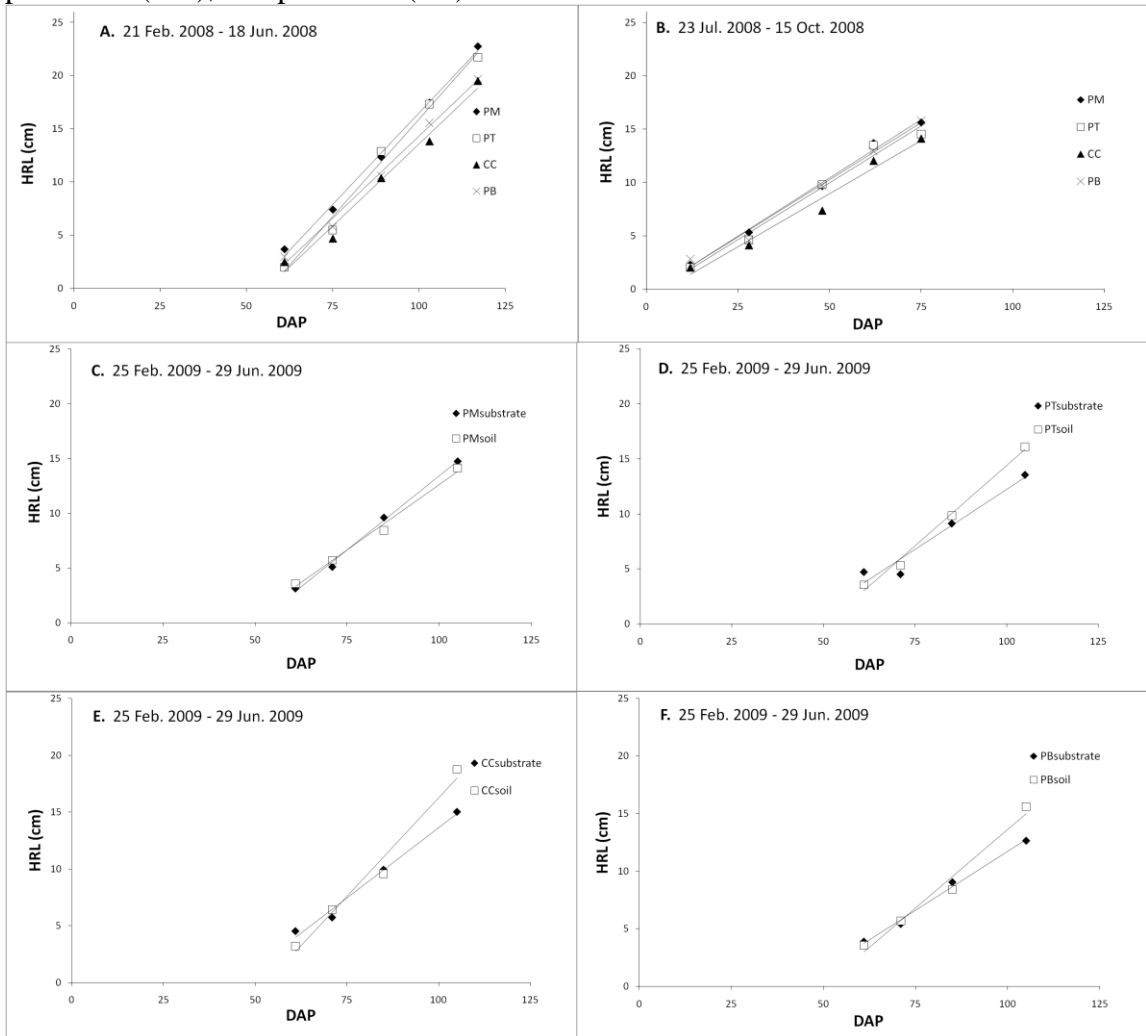 A. 21 Feb. 2008 - 18 Jun. 2008
25
20
15
10
5
0
HRL (cm)
0 25 50 75 100 125
DAP
PM
PT
CC
PB
B. 23 Jul. 2008 - 15 Oct. 2008
25
20
15
10
5
0
HRL (cm)
0 25 50 75 100 125
DAP
PM
PT
CC
PB
C. 25 Feb. 2009 - 29 Jun. 2009
25
20
15
10
5
0
HRL (cm)
0 25 50 75 100 125
DAP
PMsubstrate
PMsoil
D. 25 Feb. 2009 - 29 Jun. 2009
25
20
15
10
5
0
HRL (cm)
0 25 50 75 100 125
DAP
PTsubstrate
PTsoil
E. 25 Feb. 2009 - 29 Jun. 2009
25
20
15
10
5
0
HRL (cm)
0 25 50 75 100 125
DAP
CCsubstrate
CCsoil
F. 25 Feb. 2009 - 29 Jun. 2009
25
20
15
10
5
0
HRL (cm)
0 25 50 75 100 125
DAP
PBsubstrate
PBsoil